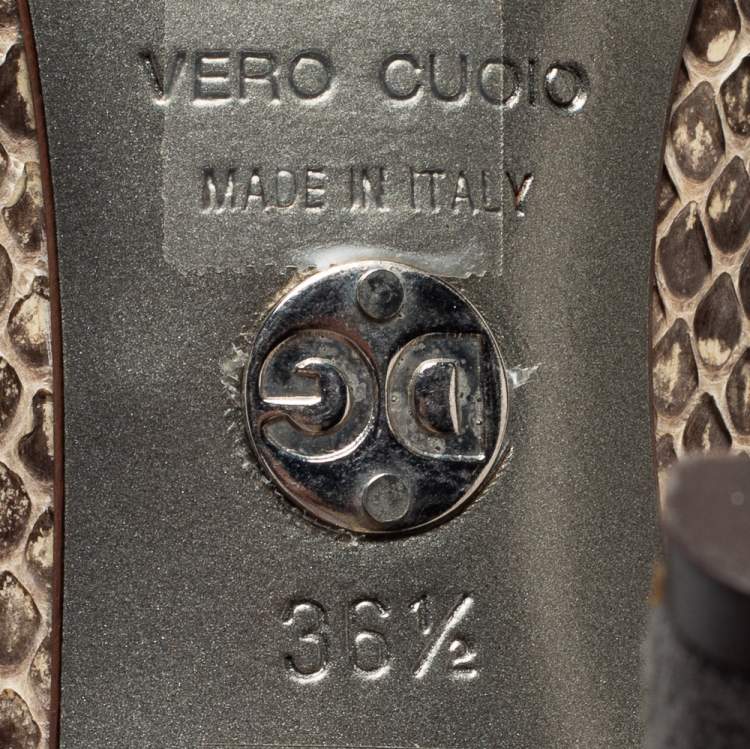 VERO CUOIO
MADE IN ITALY
DG
36½